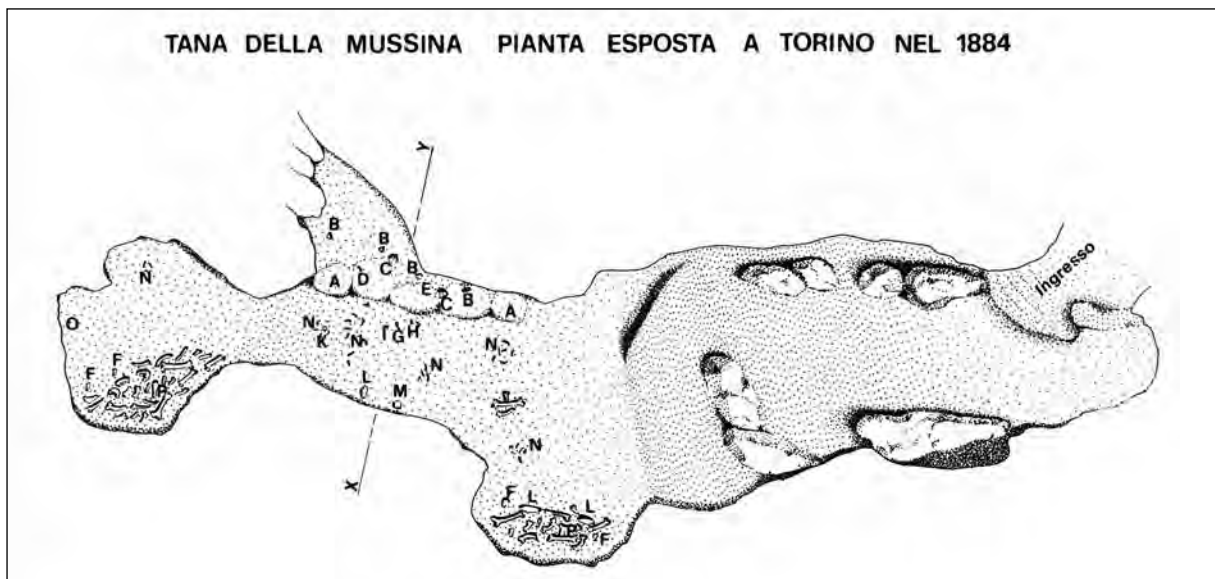 TANA DELLA MUSSINA PIANTA ESPOSTA A TORINO NEL 1884
Y
Ingresso
B
B
B
N
A
D
C
E
C
B
A
O
N
K
N
I
G
H
N
N
L
M
F
F
P
N
X
F
L
L
P
F